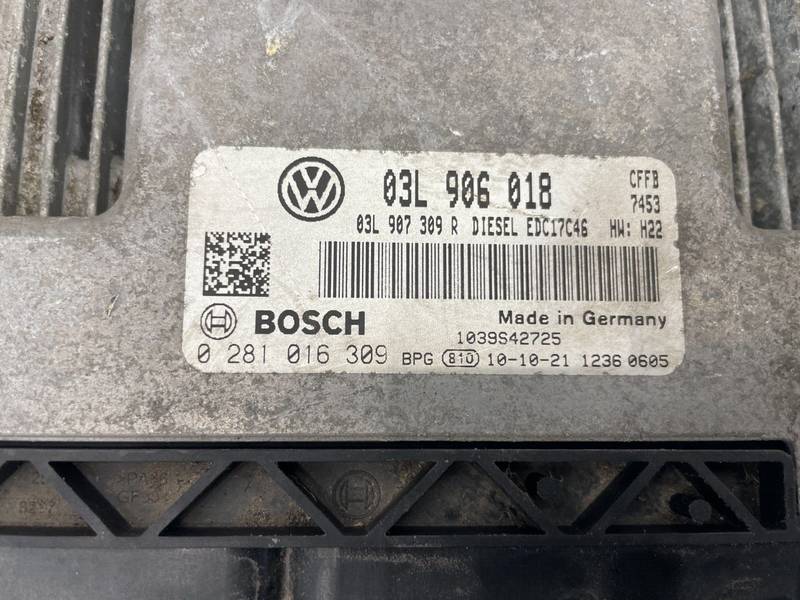 03L 906 018 CFFB
7453
03L 907 309 R DIESEL EDC17C46 HW: H22
BOSCH
Made in Germany
1039S42725
0 281 016 309 BPG 810 10-10-21 1236 0605